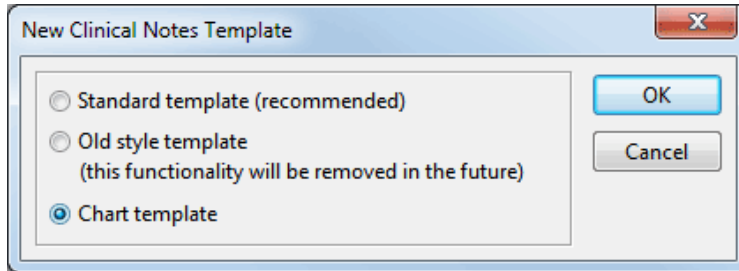 New Clinical Notes Template
Standard template (recommended)
OK
Old style template
(this functionality will be removed in the future)
Cancel
Chart template